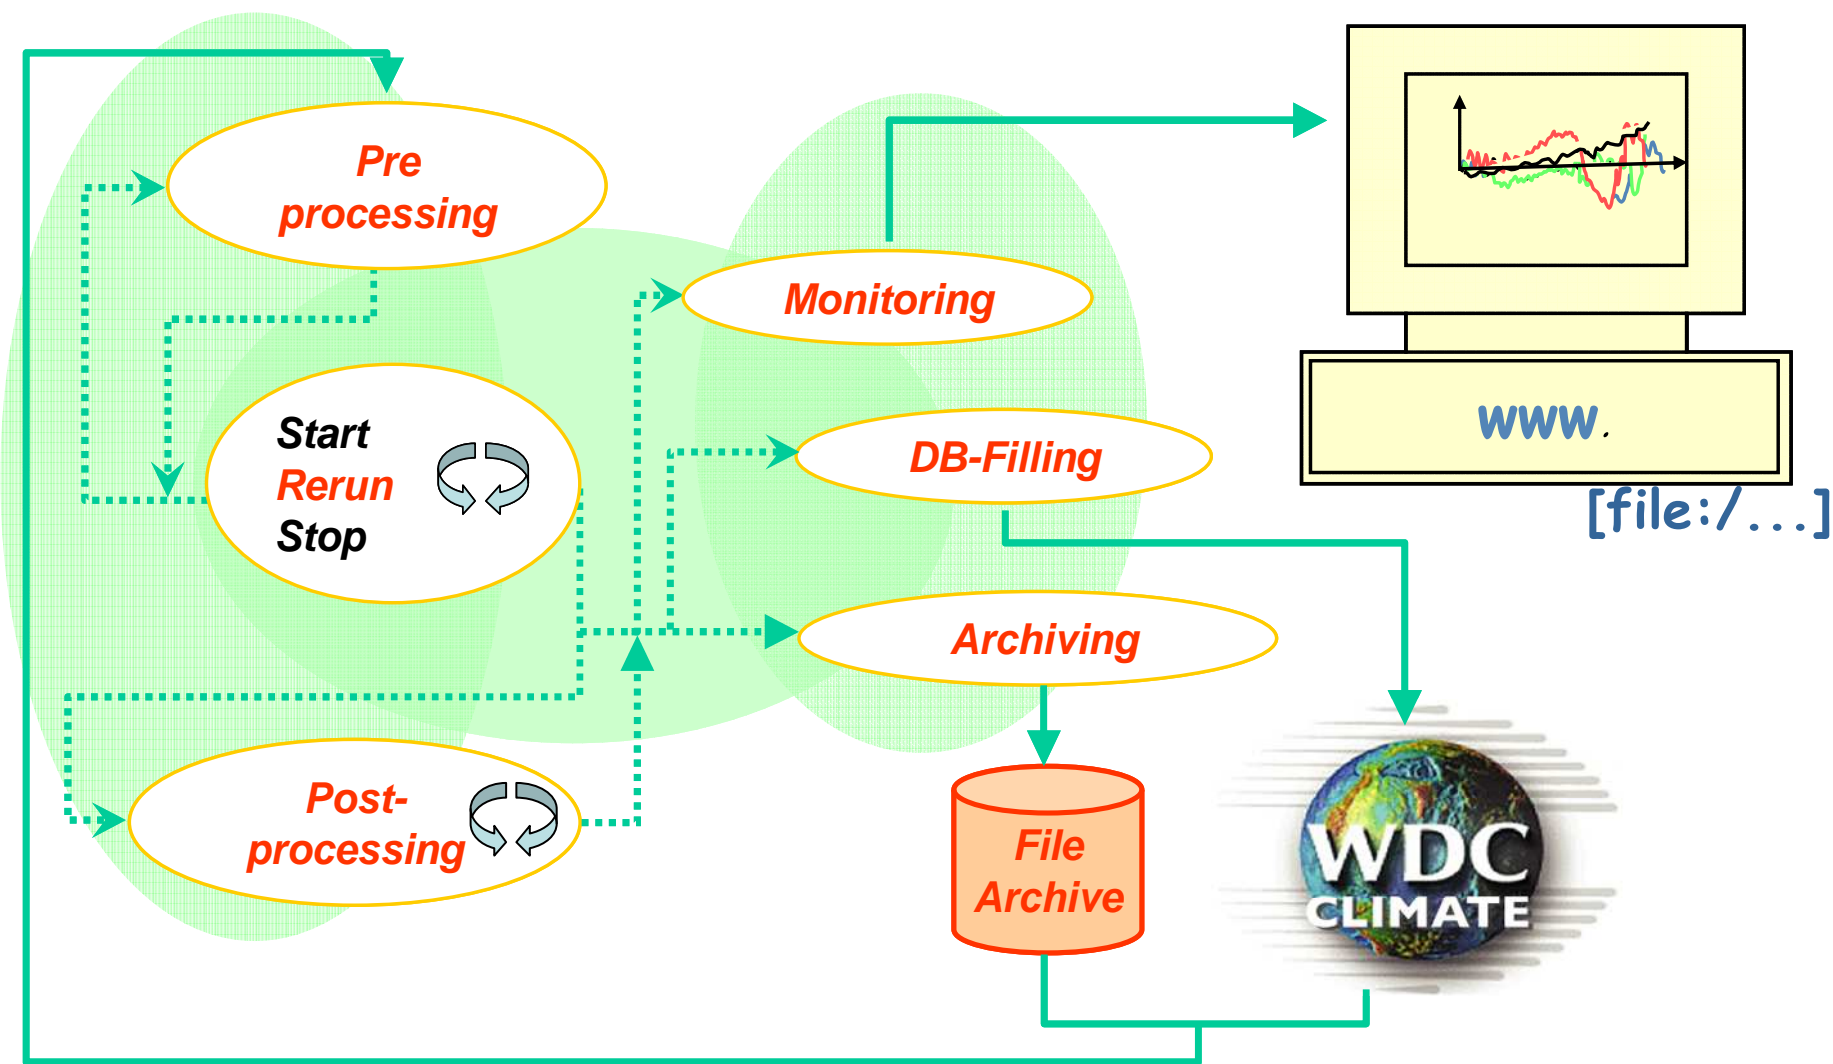 Pre
processing
Monitoring
Start
Rerun
Stop
DB-Filling
www.
[file:/...]
Archiving
Post-
processing
File
Archive
WDC
CLIMATE